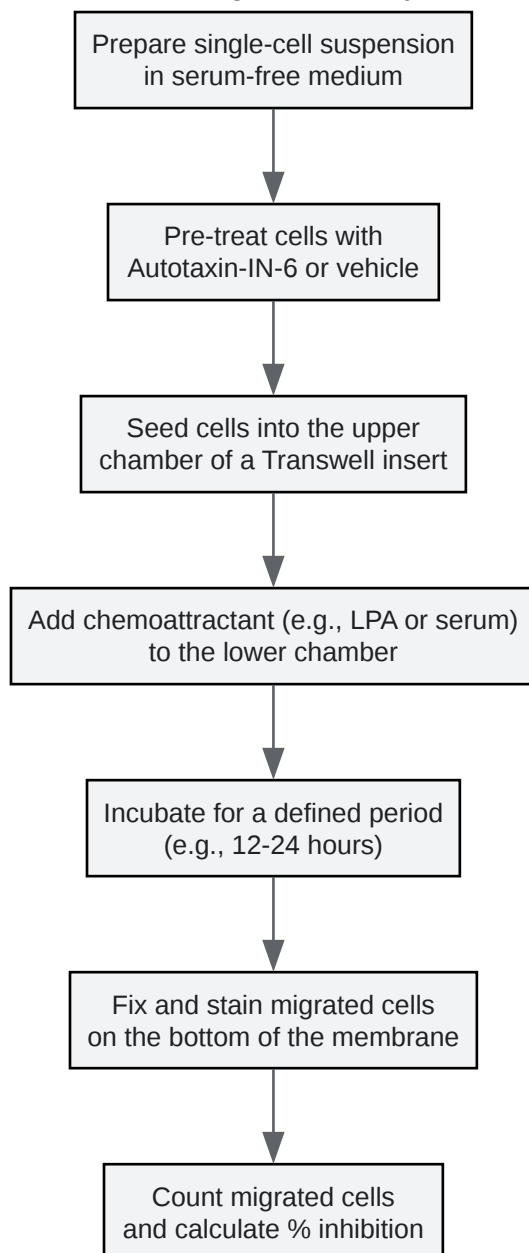 Prepare single-cell suspension
in serum-free medium
Pre-treat cells with
Autotaxin-IN-6 or vehicle
Seed cells into the upper
chamber of a Transwell insert
Add chemoattractant (e.g., LPA or serum)
to the lower chamber
Incubate for a defined period
(e.g., 12-24 hours)
Fix and stain migrated cells
on the bottom of the membrane
Count migrated cells
and calculate % inhibition